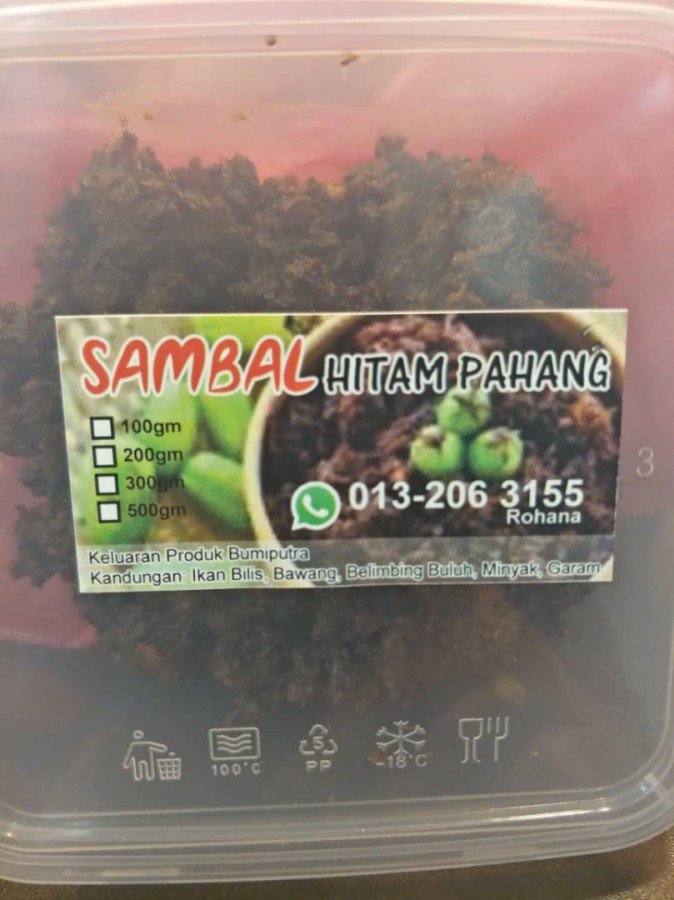 SAMBAL HITAM PAHANG
100gm
200gm
300gm
500gm
013-206 3155
Rohana
Keluaran Produk Bumiputra
Kandungan: Ikan Bilis, Bawang, Belimbing Buluh, Minyak, Garam.
3
100°C
5
PP
-18°C